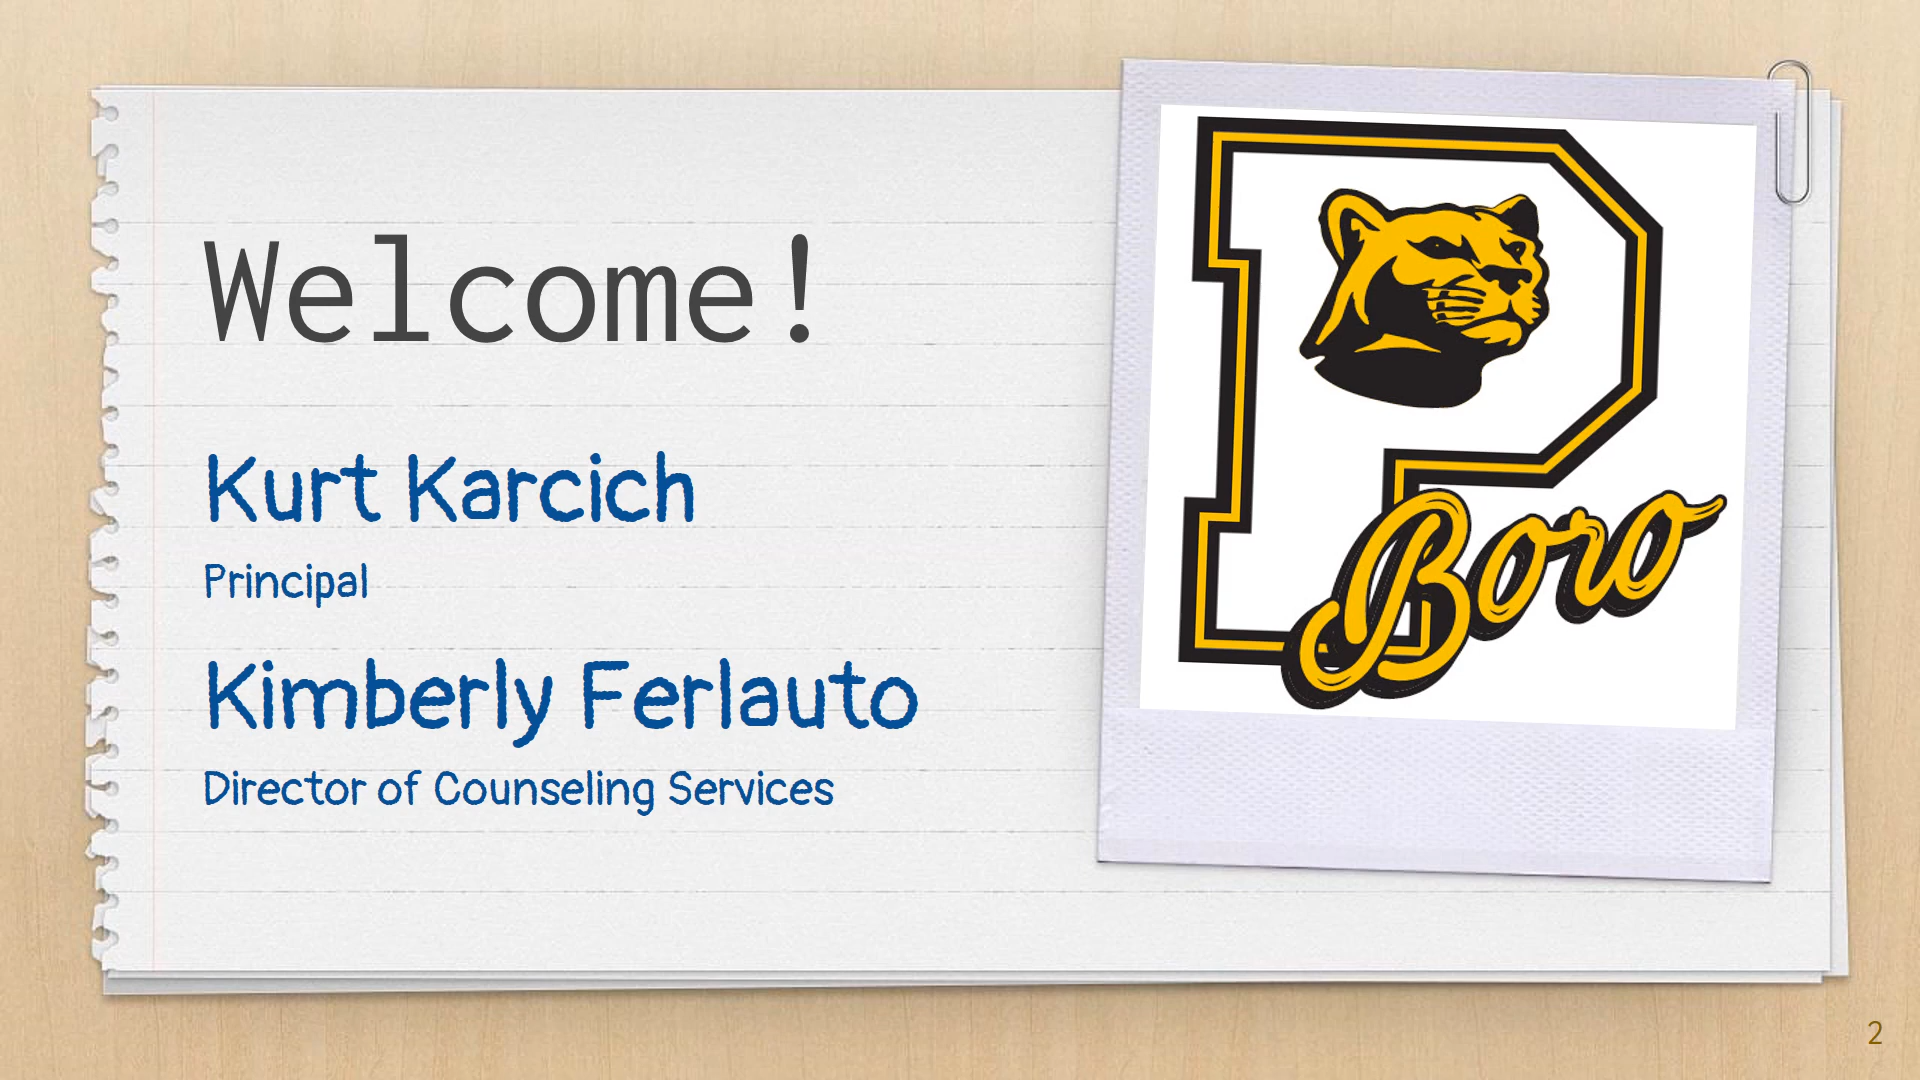 Welcome!
Kurt Karcich
Principal
Kimberly Ferlauto
Director of Counseling Services
P
Boro
2